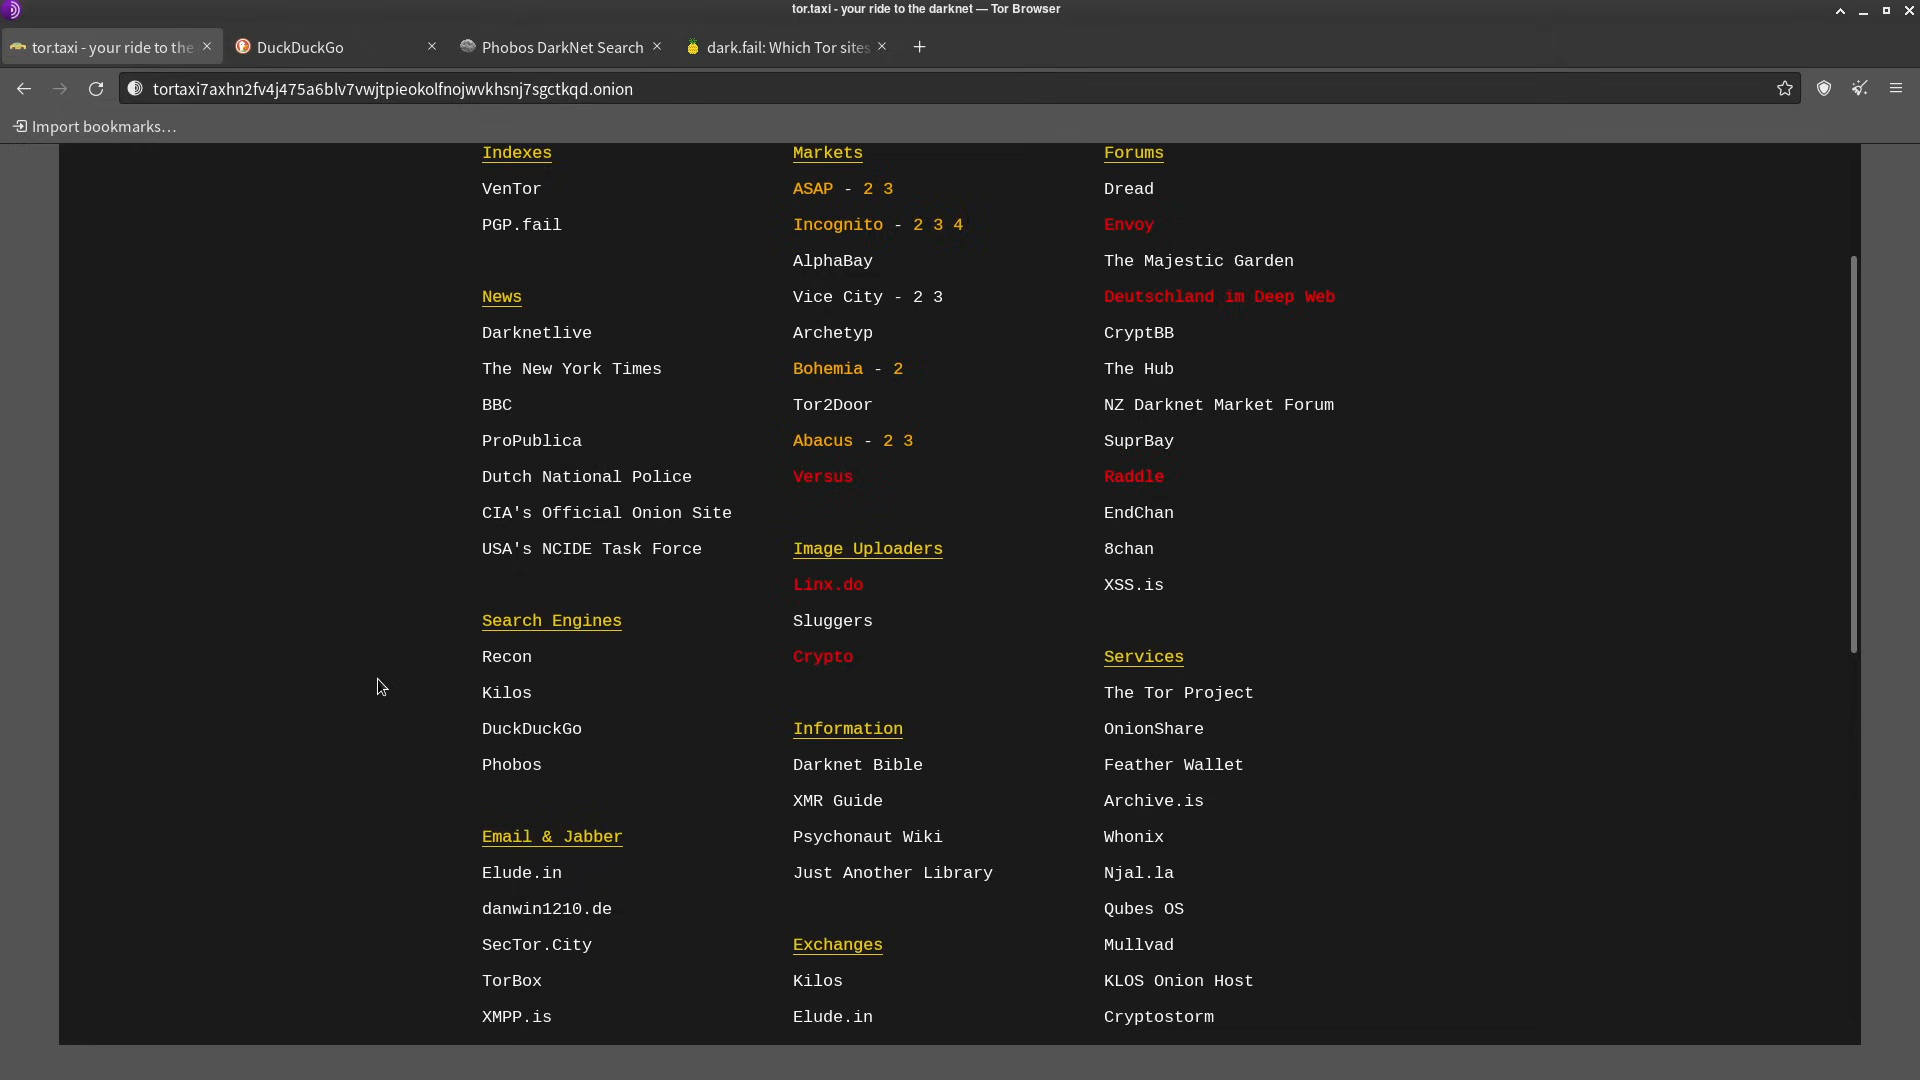 tor.taxi - your ride to the darknet — Tor Browser
tor.taxi - your ride to the
DuckDuckGo
Phobos DarkNet Search
dark.fail: Which Tor sites
tortaxi7axhn2fv4j475a6blv7vwjtpieokolfnojwvkhsnj7sgctkqd.onion
Import bookmarks…
Indexes
VenTor
PGP.fail
News
Darknetlive
The New York Times
BBC
ProPublica
Dutch National Police
CIA's Official Onion Site
USA's NCIDE Task Force
Search Engines
Recon
Kilos
DuckDuckGo
Phobos
Email & Jabber
Elude.in
danwin1210.de
SecTor.City
TorBox
XMPP.is
Markets
ASAP - 2 3
Incognito - 2 3 4
AlphaBay
Vice City - 2 3
Archetyp
Bohemia - 2
Tor2Door
Abacus - 2 3
Versus
Image Uploaders
Linx.do
Sluggers
Crypto
Information
Darknet Bible
XMR Guide
Psychonaut Wiki
Just Another Library
Exchanges
Kilos
Elude.in
Forums
Dread
Envoy
The Majestic Garden
Deutschland im Deep Web
CryptBB
The Hub
NZ Darknet Market Forum
SuprBay
Raddle
EndChan
8chan
XSS.is
Services
The Tor Project
OnionShare
Feather Wallet
Archive.is
Whonix
Njal.la
Qubes OS
Mullvad
KLOS Onion Host
Cryptostorm